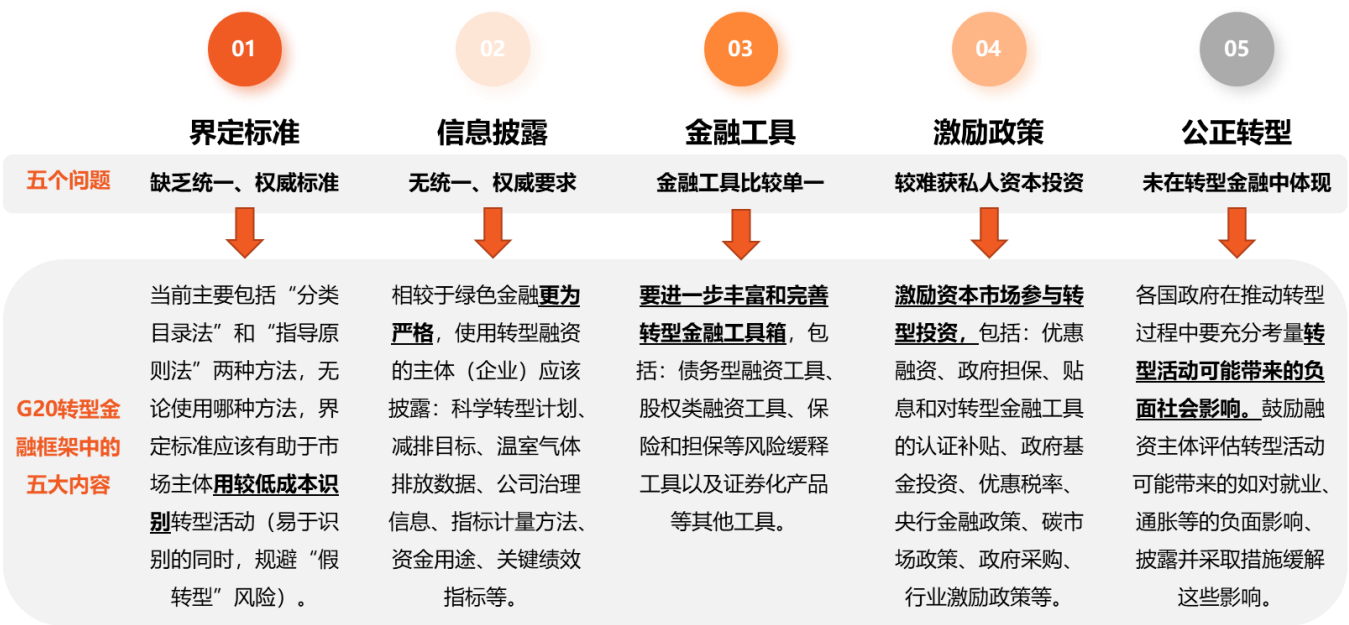 01
02
03
04
05
界定标准
信息披露
金融工具
激励政策
公正转型
五个问题
缺乏统一、权威标准
无统一、权威要求
金融工具比较单一
较难获私人资本投资
未在转型金融中体现
G20转型金
融框架中的
五大内容
当前主要包括“分类
目录法”和“指导原
则法”两种方法，无
论使用哪种方法，界
定标准应该有助于市
场主体用较低成本识
别转型活动（易于识
别的同时，规避“假
转型”风险）。
相较于绿色金融更为
严格，使用转型融资
的主体（企业）应该
披露：科学转型计划、
减排目标、温室气体
排放数据、公司治理
信息、指标计量方法、
资金用途、关键绩效
指标等。
要进一步丰富和完善
转型金融工具箱，包
括：债务型融资工具、
股权类融资工具、保
险和担保等风险缓释
工具以及证券化产品
等其他工具。
激励资本市场参与转
型投资，包括：优惠
融资、政府担保、贴
息和对转型金融工具
的认证补贴、政府基
金投资、优惠税率、
央行金融政策、碳市
场政策、政府采购、
行业激励政策等。
各国政府在推动转型
过程中要充分考量转
型活动可能带来的负
面社会影响。鼓励融
资主体评估转型活动
可能带来的如对就业、
通胀等的负面影响、
披露并采取措施缓解
这些影响。